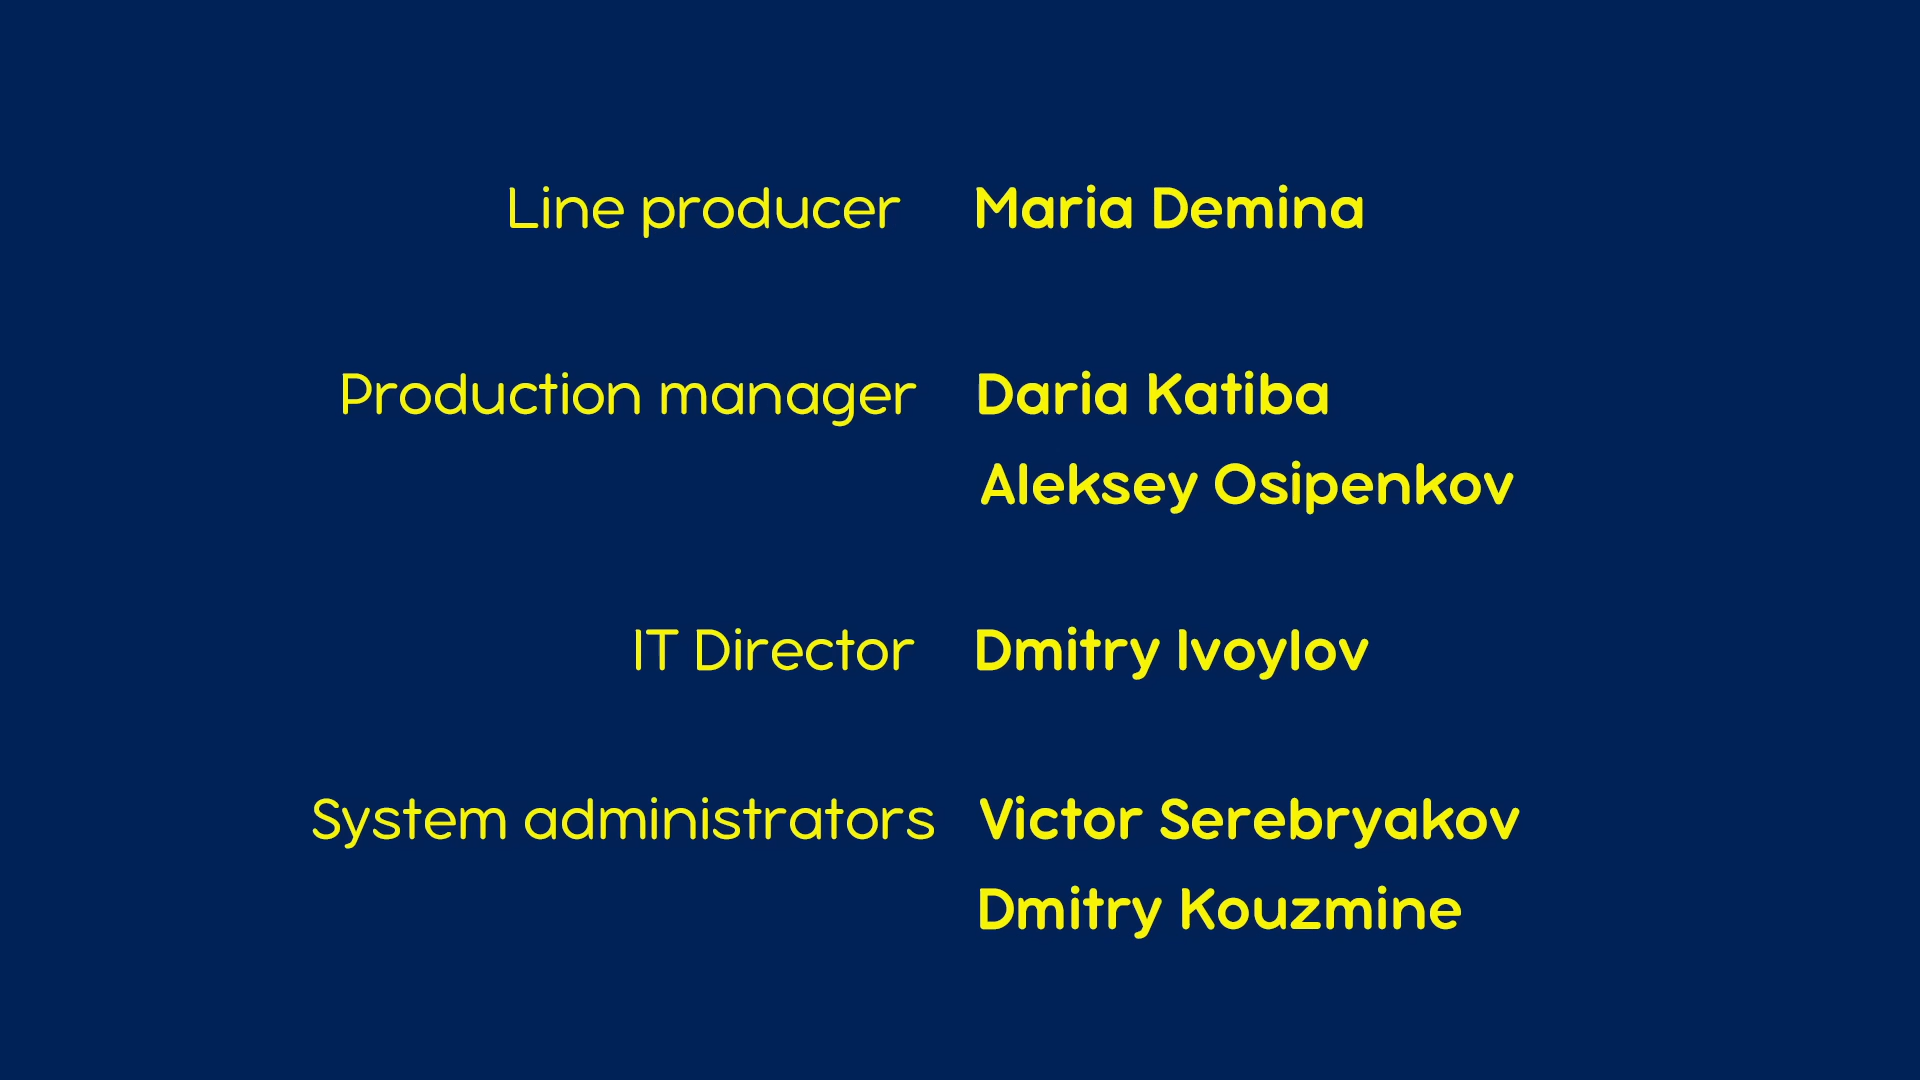 Line producer Maria Demina
Production manager Daria Katiba
Aleksey Osipenkov
IT Director Dmitry Ivoylov
System administrators Victor Serebryakov
Dmitry Kouzmine